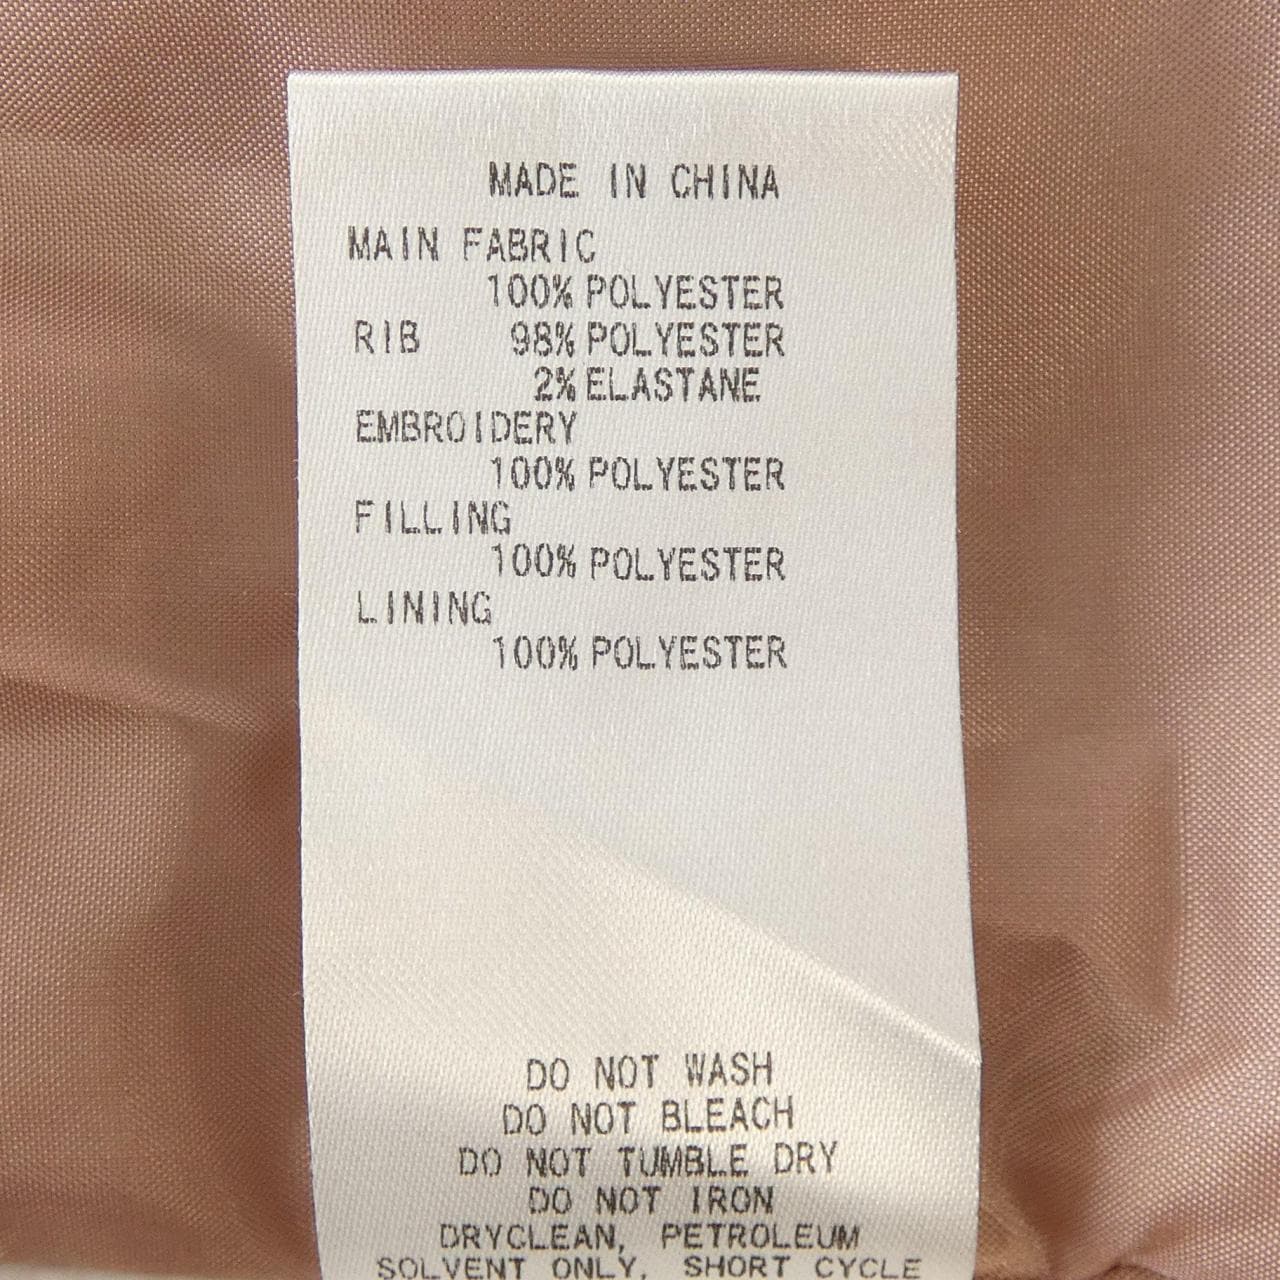 MADE IN CHINA
MAIN FABRIC
100% POLYESTER
RIB 98% POLYESTER
2% ELASTANE
EMBROIDERY
100% POLYESTER
FILLING
100% POLYESTER
LINING
100% POLYESTER
DO NOT WASH
DO NOT BLEACH
DO NOT TUMBLE DRY
DO NOT IRON
DRYCLEAN, PETROLEUM
SOLVENT ONLY, SHORT CYCLE